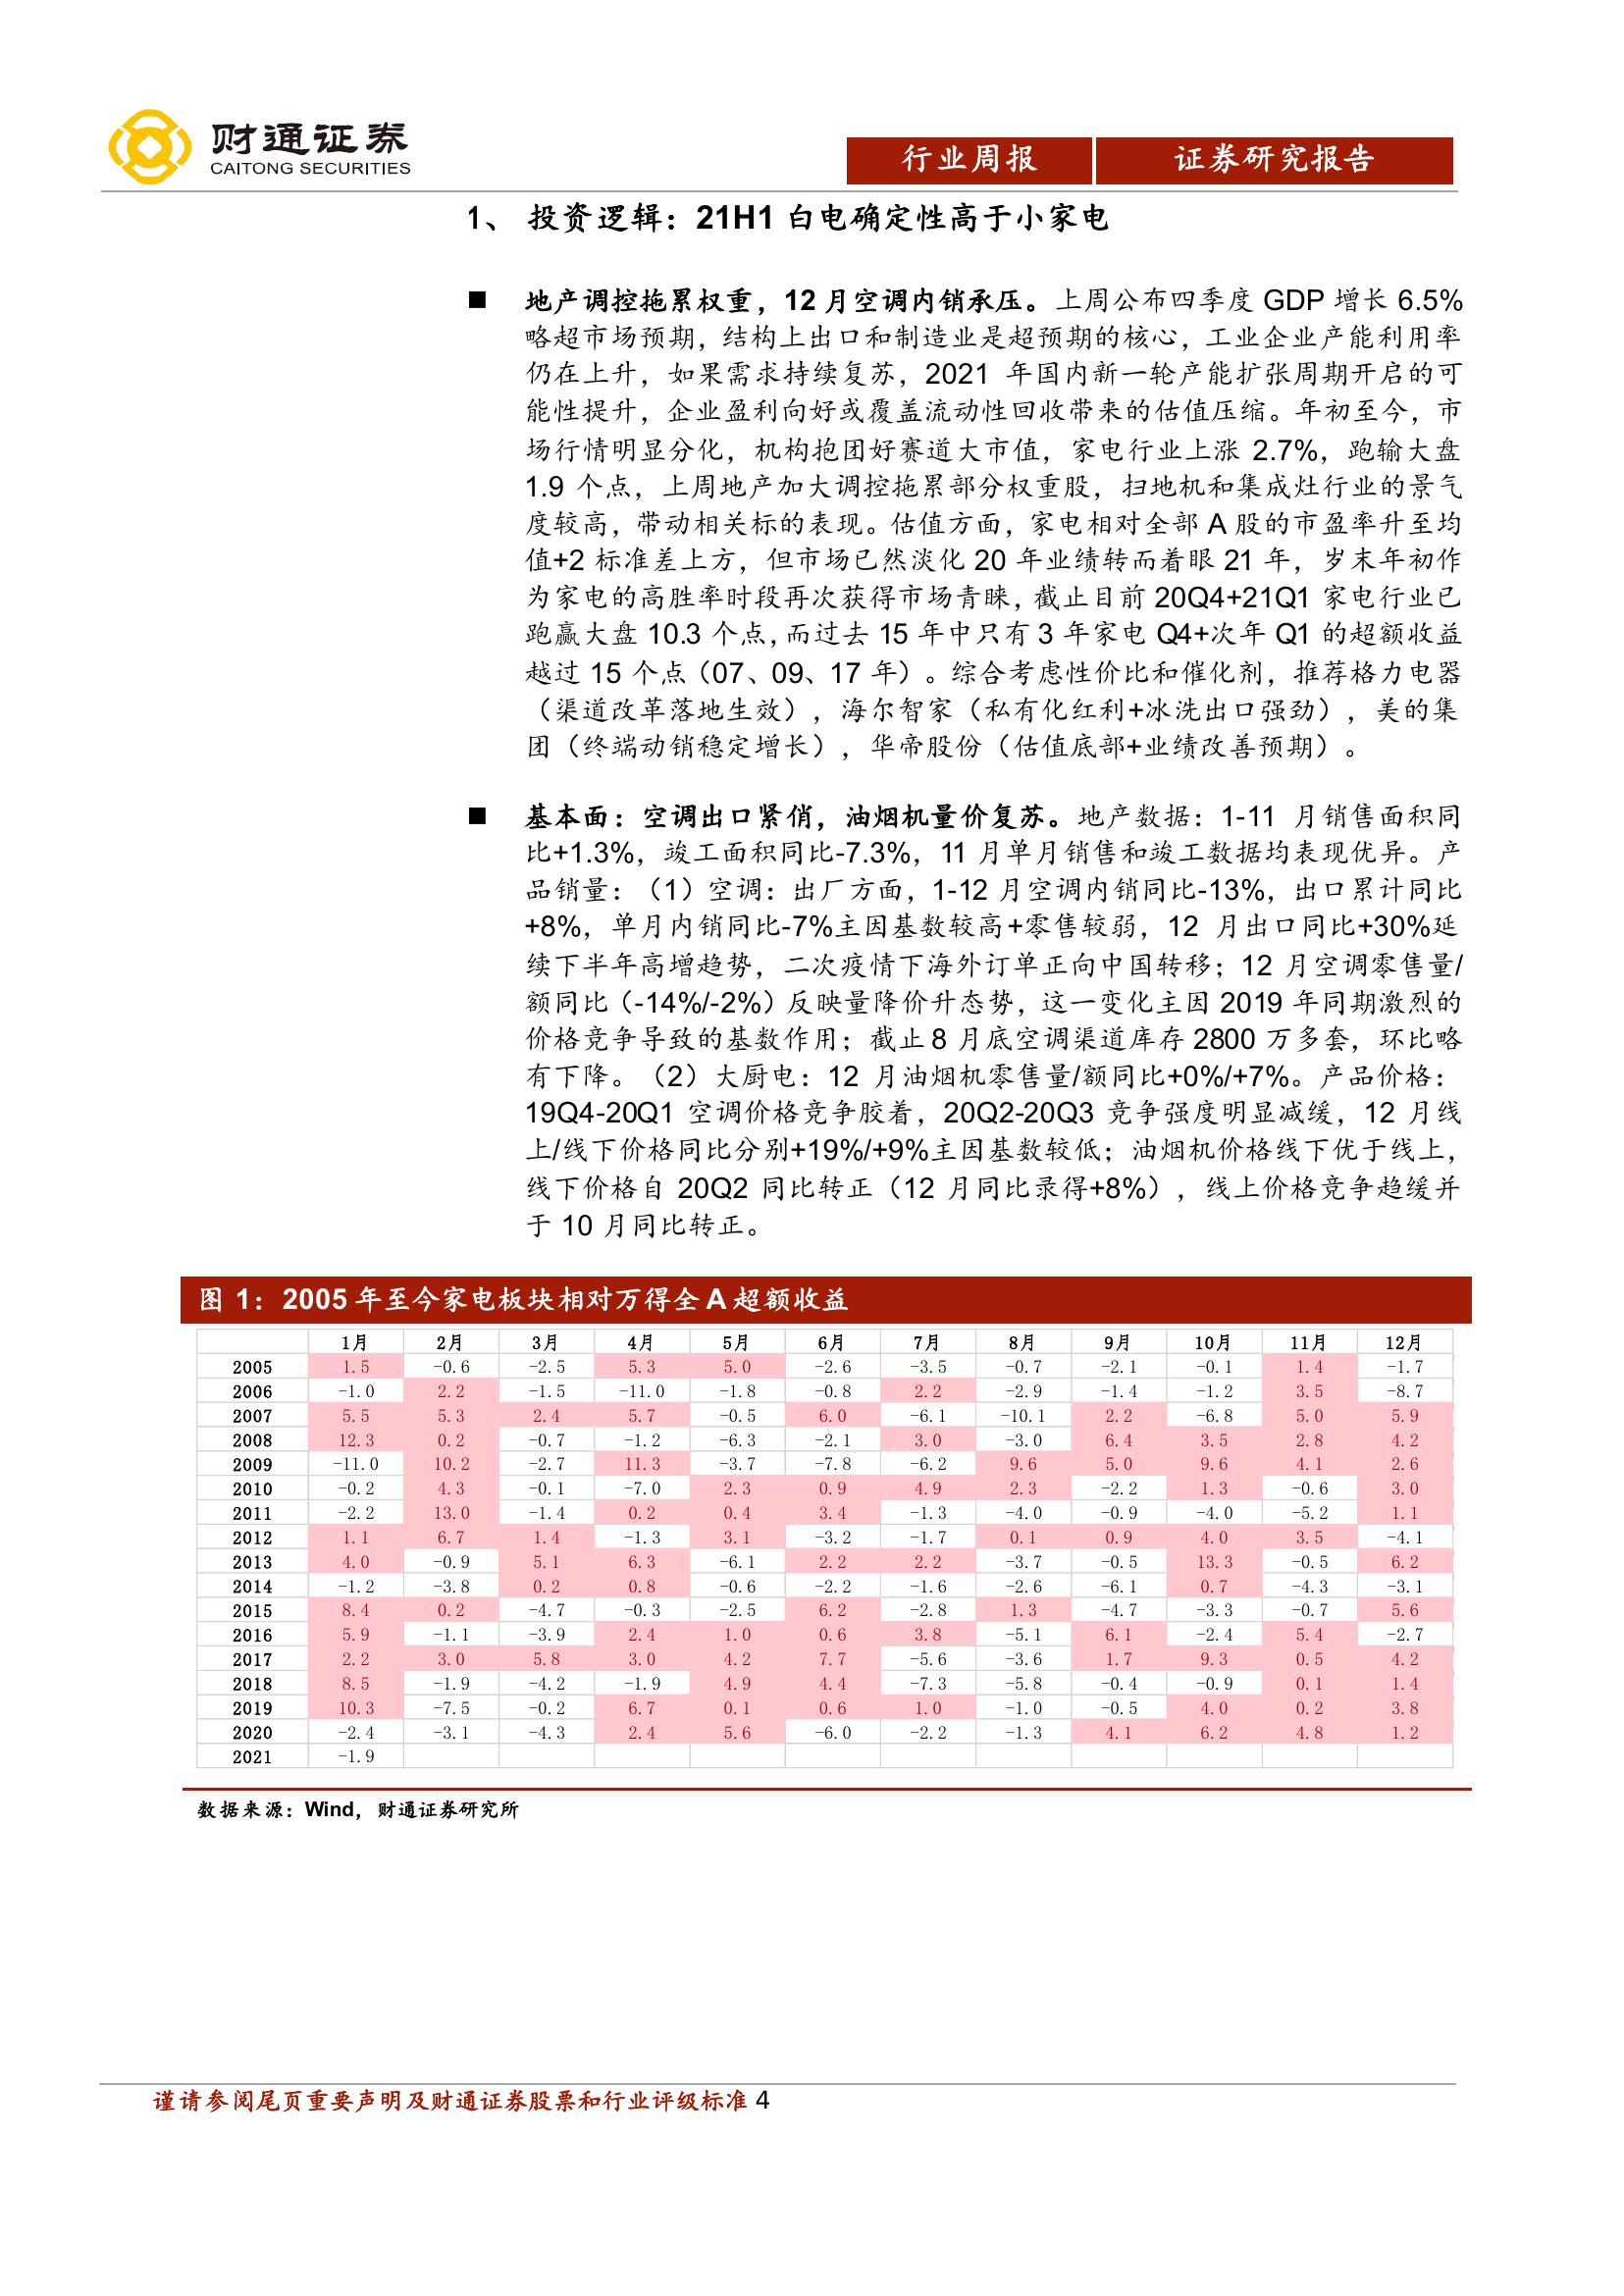 财通证券
CAITONG SECURITIES
行业周报 证券研究报告
1、 投资逻辑：21H1 白电确定性高于小家电
■ 地产调控拖累权重，12 月空调内销承压。上周公布四季度 GDP 增长 6.5%
略超市场预期，结构上出口和制造业是超预期的核心，工业企业产能利用率
仍在上升，如果需求持续复苏，2021 年国内新一轮产能扩张周期开启的可
能性提升，企业盈利向好或覆盖流动性回收带来的估值压缩。年初至今，市
场行情明显分化，机构抱团好赛道大市值，家电行业上涨 2.7%，跑输大盘
1.9 个点，上周地产加大调控拖累部分权重股，扫地机和集成灶行业的景气
度较高，带动相关标的表现。估值方面，家电相对全部 A 股的市盈率升至均
值+2 标准差上方，但市场已然淡化 20 年业绩转而着眼 21 年，岁末年初作
为家电的高胜率时段再次获得市场青睐，截止目前 20Q4+21Q1 家电行业已
跑赢大盘 10.3 个点，而过去 15 年中只有 3 年家电 Q4+次年 Q1 的超额收益
越过 15 个点（07、09、17 年）。综合考虑性价比和催化剂，推荐格力电器
（渠道改革落地生效），海尔智家（私有化红利+冰洗出口强劲），美的集
团（终端动销稳定增长），华帝股份（估值底部+业绩改善预期）。
■ 基本面：空调出口紧俏，油烟机量价复苏。地产数据：1-11 月销售面积同
比+1.3%，竣工面积同比-7.3%，11 月单月销售和竣工数据均表现优异。产
品销量：（1）空调：出厂方面，1-12 月空调内销同比-13%，出口累计同比
+8%，单月内销同比-7%主因基数较高+零售较弱，12 月出口同比+30%延
续下半年高增趋势，二次疫情下海外订单正向中国转移；12 月空调零售量/
额同比（-14%/-2%）反映量降价升态势，这一变化主因 2019 年同期激烈的
价格竞争导致的基数作用；截止 8 月底空调渠道库存 2800 万多套，环比略
有下降。（2）大厨电：12 月油烟机零售量/额同比+0%/+7%。产品价格：
19Q4-20Q1 空调价格竞争胶着，20Q2-20Q3 竞争强度明显减缓，12 月线
上/线下价格同比分别+19%/+9%主因基数较低；油烟机价格线下优于线上，
线下价格自 20Q2 同比转正（12 月同比录得+8%），线上价格竞争趋缓并
于 10 月同比转正。
图 1：2005 年至今家电板块相对万得全 A 超额收益
1月 2月 3月 4月 5月 6月 7月 8月 9月 10月 11月 12月
2005 1.5 -0.6 -2.5 5.3 5.0 -2.6 -3.5 -0.7 -2.1 -0.1 1.4 -1.7
2006 -1.0 2.2 -1.5 -11.0 -1.8 -0.8 2.2 -2.9 -1.4 -1.2 3.5 -8.7
2007 5.5 5.3 2.4 5.7 -0.5 6.0 -6.1 -10.1 2.2 -6.8 5.0 5.9
2008 12.3 0.2 -0.7 -1.2 -6.3 -2.1 3.0 -3.0 6.4 3.5 2.8 4.2
2009 -11.0 10.2 -2.7 11.3 -3.7 -7.8 -6.2 9.6 5.0 9.6 4.1 2.6
2010 -0.2 4.3 -0.1 -7.0 2.3 0.9 4.9 2.3 -2.2 1.3 -0.6 3.0
2011 -2.2 13.0 -1.4 0.2 0.4 3.4 -1.3 -4.0 -0.9 -4.0 -5.2 1.1
2012 1.1 6.7 1.4 -1.3 3.1 -3.2 -1.7 0.1 0.9 4.0 3.5 -4.1
2013 4.0 -0.9 5.1 6.3 -6.1 2.2 2.2 -3.7 -0.5 13.3 -0.5 6.2
2014 -1.2 -3.8 0.2 0.8 -0.6 -2.2 -1.6 -2.6 -6.1 0.7 -4.3 -3.1
2015 8.4 0.2 -4.7 -0.3 -2.5 6.2 -2.8 1.3 -4.7 -3.3 -0.7 5.6
2016 5.9 -1.1 -3.9 2.4 1.0 0.6 3.8 -5.1 6.1 -2.4 5.4 -2.7
2017 2.2 3.0 5.8 3.0 4.2 7.7 -5.6 -3.6 1.7 9.3 0.5 4.2
2018 8.5 -1.9 -4.2 -1.9 4.9 4.4 -7.3 -5.8 -0.4 -0.9 0.1 1.4
2019 10.3 -7.5 -0.2 6.7 0.1 0.6 1.0 -1.0 -0.5 4.0 0.2 3.8
2020 -2.4 -3.1 -4.3 2.4 5.6 -6.0 -2.2 -1.3 4.1 6.2 4.8 1.2
2021 -1.9
数据来源：Wind，财通证券研究所
谨请参阅尾页重要声明及财通证券股票和行业评级标准 4